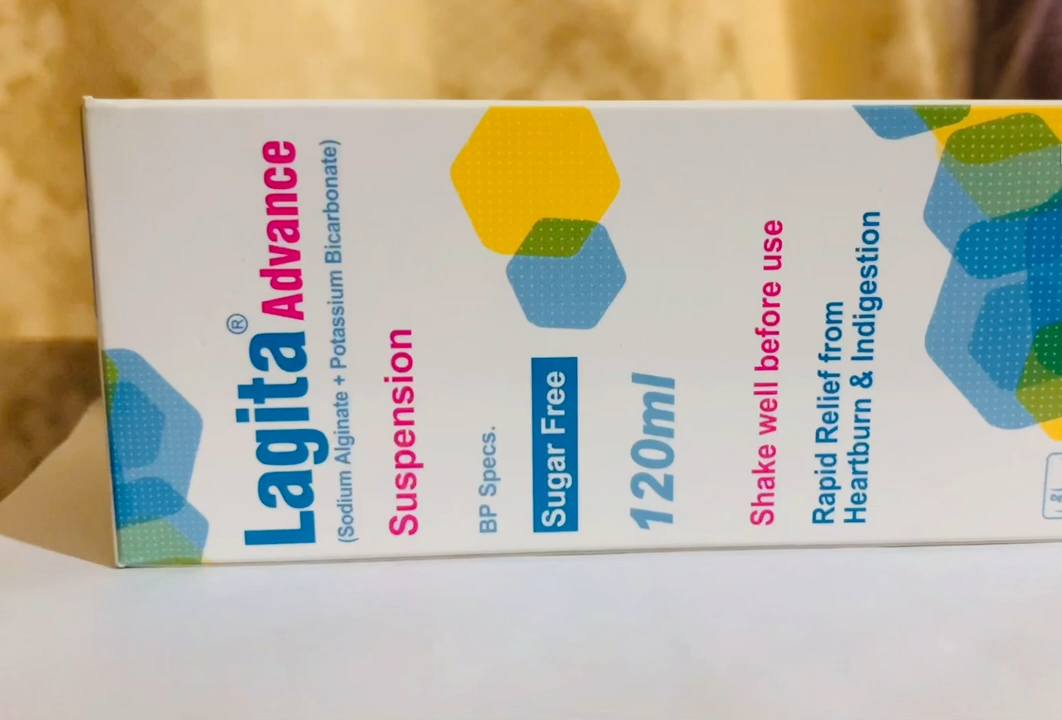 Lagita® Advance
(Sodium Alginate + Potassium Bicarbonate)
Suspension
BP Specs.
Sugar Free
120ml
Shake well before use
Rapid Relief from
Heartburn & Indigestion